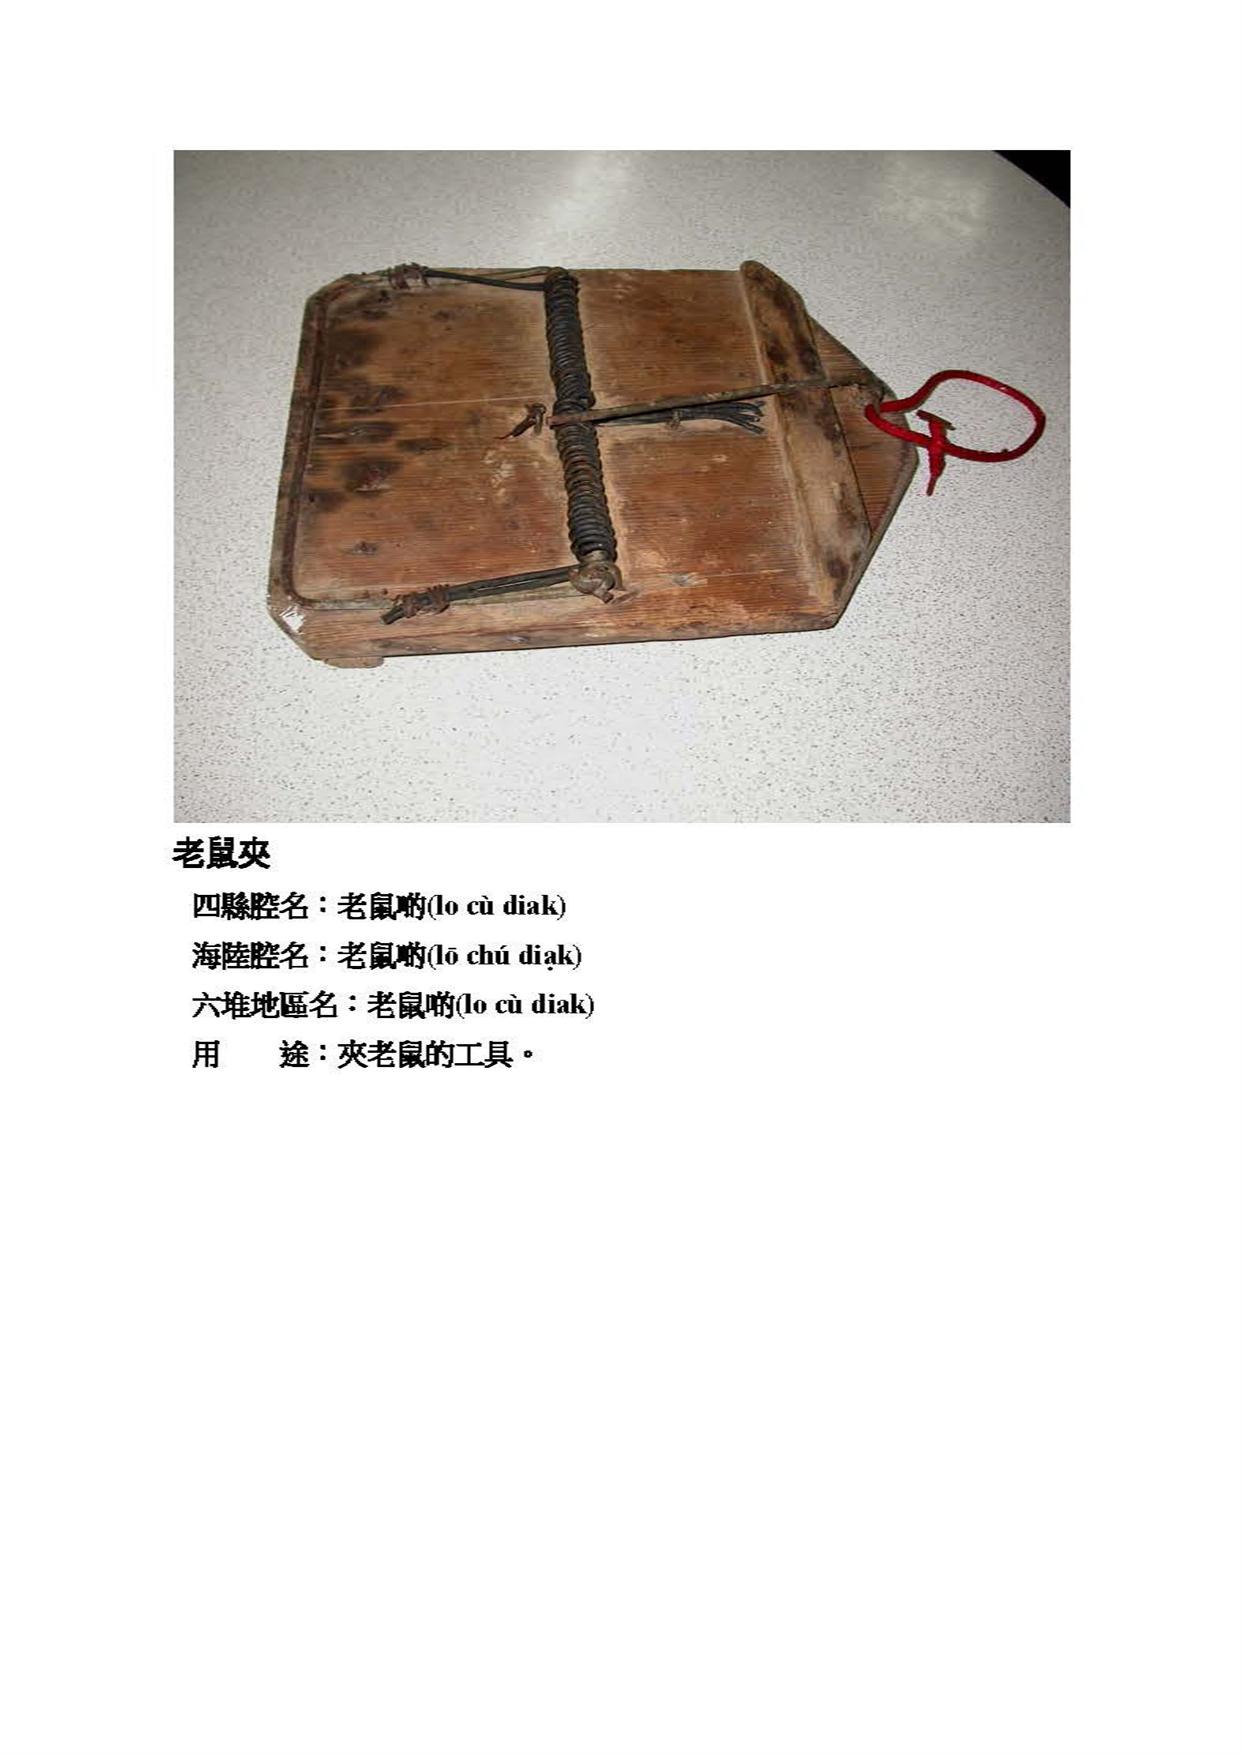 老鼠夾
四縣腔名：老鼠啲(lo cù diak)
海陸腔名：老鼠啲(lō chú diạk)
六堆地區名：老鼠啲(lo cù diak)
用　　途：夾老鼠的工具。